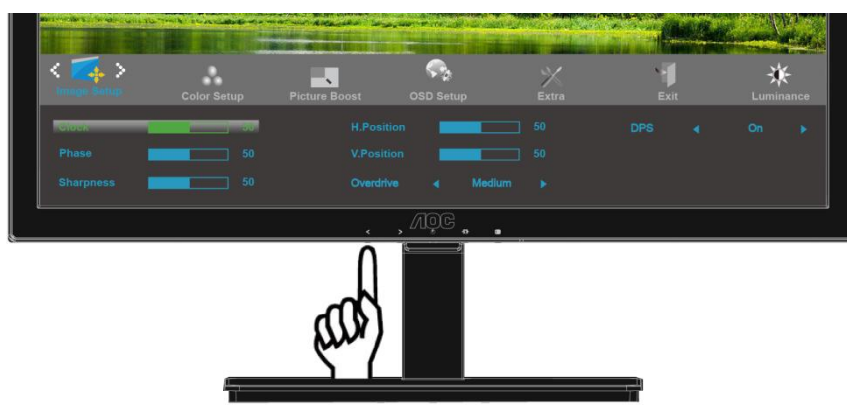 < >
Image Setup Color Setup Picture Boost OSD Setup Extra Exit Luminance
Clock 50 H.Position 50 DPS On
Phase 50 V.Position 50
Sharpness 50 Overdrive Medium
AOC
< >